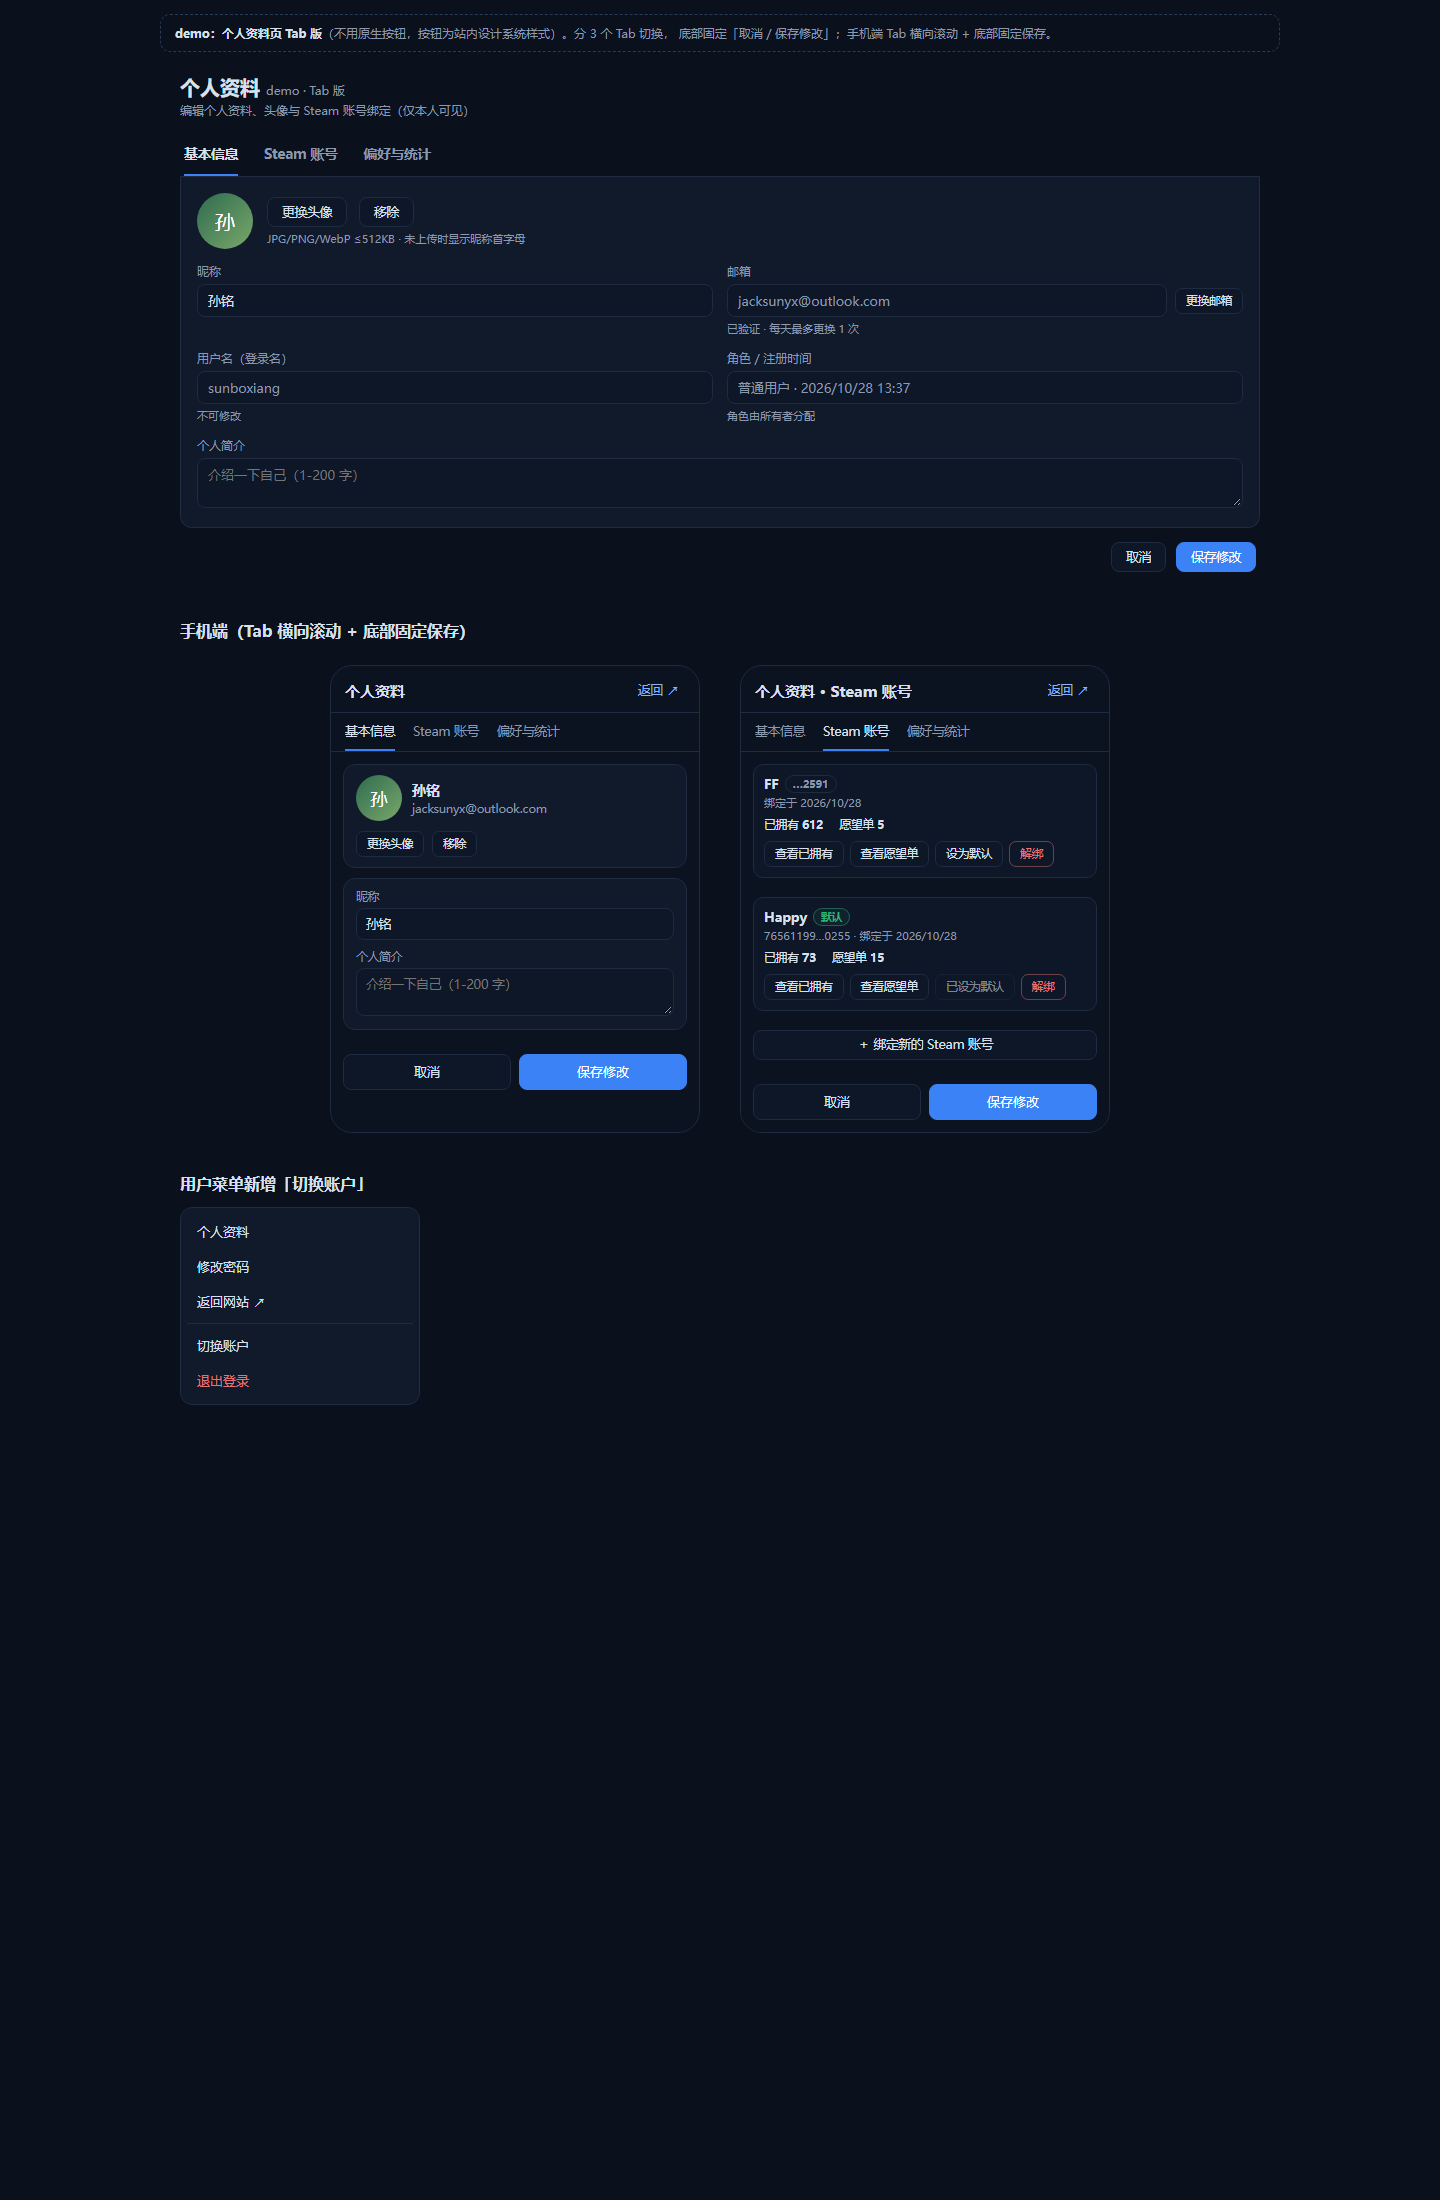 demo：个人资料页 Tab 版（不用原生按钮，按钮为站内设计系统样式）。分 3 个 Tab 切换， 底部固定「取消 / 保存修改」；手机端 Tab 横向滚动 + 底部固定保存。
个人资料 demo · Tab 版
编辑个人资料、头像与 Steam 账号绑定（仅本人可见）
基本信息 Steam 账号 偏好与统计
孙 更换头像 移除
JPG/PNG/WebP ≤512KB · 未上传时显示昵称首字母
昵称 邮箱
孙铭 jacksunyx@outlook.com 更换邮箱
已验证 · 每天最多更换 1 次
用户名（登录名） 角色 / 注册时间
sunboxiang 普通用户 · 2026/10/28 13:37
不可修改 角色由所有者分配
个人简介
介绍一下自己（1-200 字）
取消 保存修改
手机端（Tab 横向滚动 + 底部固定保存）
个人资料 返回 ↗
基本信息 Steam 账号 偏好与统计
孙 孙铭
jacksunyx@outlook.com
更换头像 移除
昵称
孙铭
个人简介
介绍一下自己（1-200 字）
取消 保存修改
个人资料 · Steam 账号 返回 ↗
基本信息 Steam 账号 偏好与统计
FF …2591
绑定于 2026/10/28
已拥有 612 愿望单 5
查看已拥有 查看愿望单 设为默认 解绑
Happy 默认
76561199…0255 · 绑定于 2026/10/28
已拥有 73 愿望单 15
查看已拥有 查看愿望单 已设为默认 解绑
+ 绑定新的 Steam 账号
取消 保存修改
用户菜单新增「切换账户」
个人资料
修改密码
返回网站 ↗
切换账户
退出登录